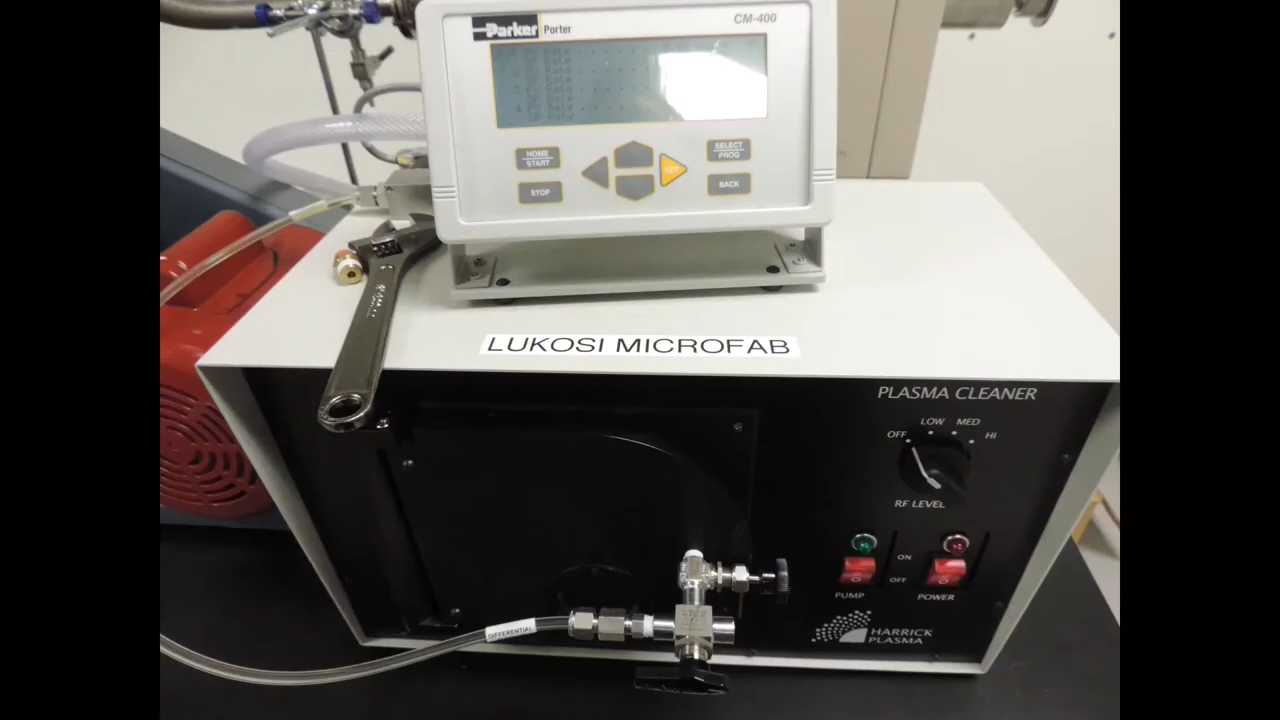 Parker Porter
CM-400
HOME
START
SELECT
PROG
STOP
BACK
LUKOSI MICROFAB
PLASMA CLEANER
OFF LOW MED HI
RF LEVEL
ON
OFF
PUMP
POWER
HARRICK
PLASMA
DIFFERENTIAL